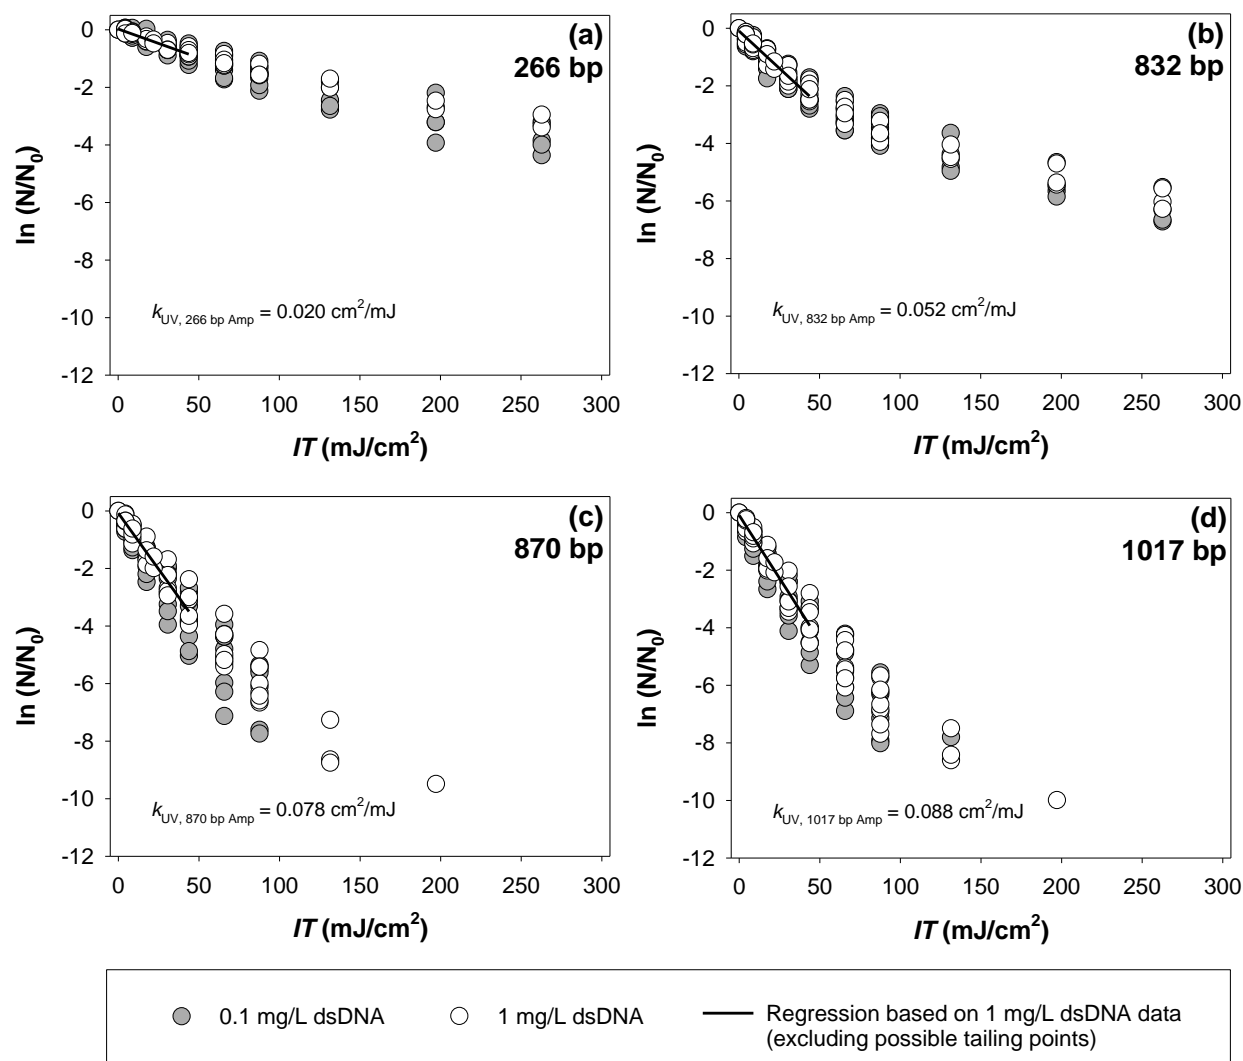 (a)
266 bp
0
-2
-4
-6
-8
-10
-12
ln (N/N0)
kUV, 266 bp Amp = 0.020 cm2/mJ
0 50 100 150 200 250 300
IT (mJ/cm2)
(b)
832 bp
0
-2
-4
-6
-8
-10
-12
ln (N/N0)
kUV, 832 bp Amp = 0.052 cm2/mJ
0 50 100 150 200 250 300
IT (mJ/cm2)
(c)
870 bp
0
-2
-4
-6
-8
-10
-12
ln (N/N0)
kUV, 870 bp Amp = 0.078 cm2/mJ
0 50 100 150 200 250 300
IT (mJ/cm2)
(d)
1017 bp
0
-2
-4
-6
-8
-10
-12
ln (N/N0)
kUV, 1017 bp Amp = 0.088 cm2/mJ
0 50 100 150 200 250 300
IT (mJ/cm2)
0.1 mg/L dsDNA
1 mg/L dsDNA
Regression based on 1 mg/L dsDNA data
(excluding possible tailing points)